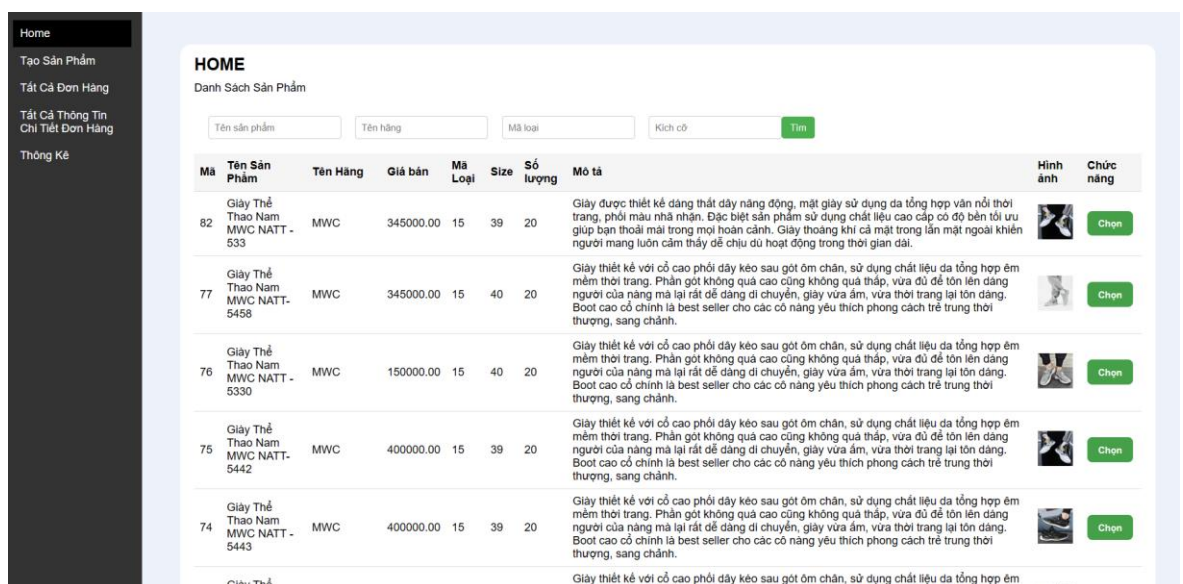 Home
Tạo Sản Phẩm
Tất Cả Đơn Hàng
Tất Cả Thông Tin
Chi Tiết Đơn Hàng
Thống Kê
HOME
Danh Sách Sản Phẩm
Tên sản phẩm Tên hãng Mã loại Kích cỡ Tìm
Mã Tên Sản Phẩm Tên Hãng Giá bán Mã Loại Size Số lượng Mô tả Hình ảnh Chức năng
82
Giày Thể
Thao Nam
MWC NATT -
533
MWC 345000.00 15 39 20
Giày được thiết kế dáng thắt dây năng động, mặt giày sử dụng da tổng hợp vân nổi thời
trang, phối màu nhã nhặn. Đặc biệt sản phẩm sử dụng chất liệu cao cấp có độ bền tối ưu
giúp bạn thoải mái trong mọi hoàn cảnh. Giày thoáng khí cả mặt trong lẫn mặt ngoài khiến
người mang luôn cảm thấy dễ chịu dù hoạt động trong thời gian dài.
Chọn
77
Giày Thể
Thao Nam
MWC NATT-
5458
MWC 345000.00 15 40 20
Giày thiết kế với cổ cao phối dây kéo sau gót ôm chân, sử dụng chất liệu da tổng hợp êm
mềm thời trang. Phần gót không quá cao cũng không quá thấp, vừa đủ để tôn lên dáng
người của nàng mà lại rất dễ dàng di chuyển, giày vừa ấm, vừa thời trang lại tôn dáng.
Boot cao cổ chính là best seller cho các cô nàng yêu thích phong cách trẻ trung thời
thượng, sang chảnh.
Chọn
76
Giày Thể
Thao Nam
MWC NATT -
5330
MWC 150000.00 15 40 20
Giày thiết kế với cổ cao phối dây kéo sau gót ôm chân, sử dụng chất liệu da tổng hợp êm
mềm thời trang. Phần gót không quá cao cũng không quá thấp, vừa đủ để tôn lên dáng
người của nàng mà lại rất dễ dàng di chuyển, giày vừa ấm, vừa thời trang lại tôn dáng.
Boot cao cổ chính là best seller cho các cô nàng yêu thích phong cách trẻ trung thời
thượng, sang chảnh.
Chọn
75
Giày Thể
Thao Nam
MWC NATT-
5442
MWC 400000.00 15 39 20
Giày thiết kế với cổ cao phối dây kéo sau gót ôm chân, sử dụng chất liệu da tổng hợp êm
mềm thời trang. Phần gót không quá cao cũng không quá thấp, vừa đủ để tôn lên dáng
người của nàng mà lại rất dễ dàng di chuyển, giày vừa ấm, vừa thời trang lại tôn dáng.
Boot cao cổ chính là best seller cho các cô nàng yêu thích phong cách trẻ trung thời
thượng, sang chảnh.
Chọn
74
Giày Thể
Thao Nam
MWC NATT -
5443
MWC 400000.00 15 39 20
Giày thiết kế với cổ cao phối dây kéo sau gót ôm chân, sử dụng chất liệu da tổng hợp êm
mềm thời trang. Phần gót không quá cao cũng không quá thấp, vừa đủ để tôn lên dáng
người của nàng mà lại rất dễ dàng di chuyển, giày vừa ấm, vừa thời trang lại tôn dáng.
Boot cao cổ chính là best seller cho các cô nàng yêu thích phong cách trẻ trung thời
thượng, sang chảnh.
Chọn
Giày Thể
Giày thiết kế với cổ cao phối dây kéo sau gót ôm chân, sử dụng chất liệu da tổng hợp êm